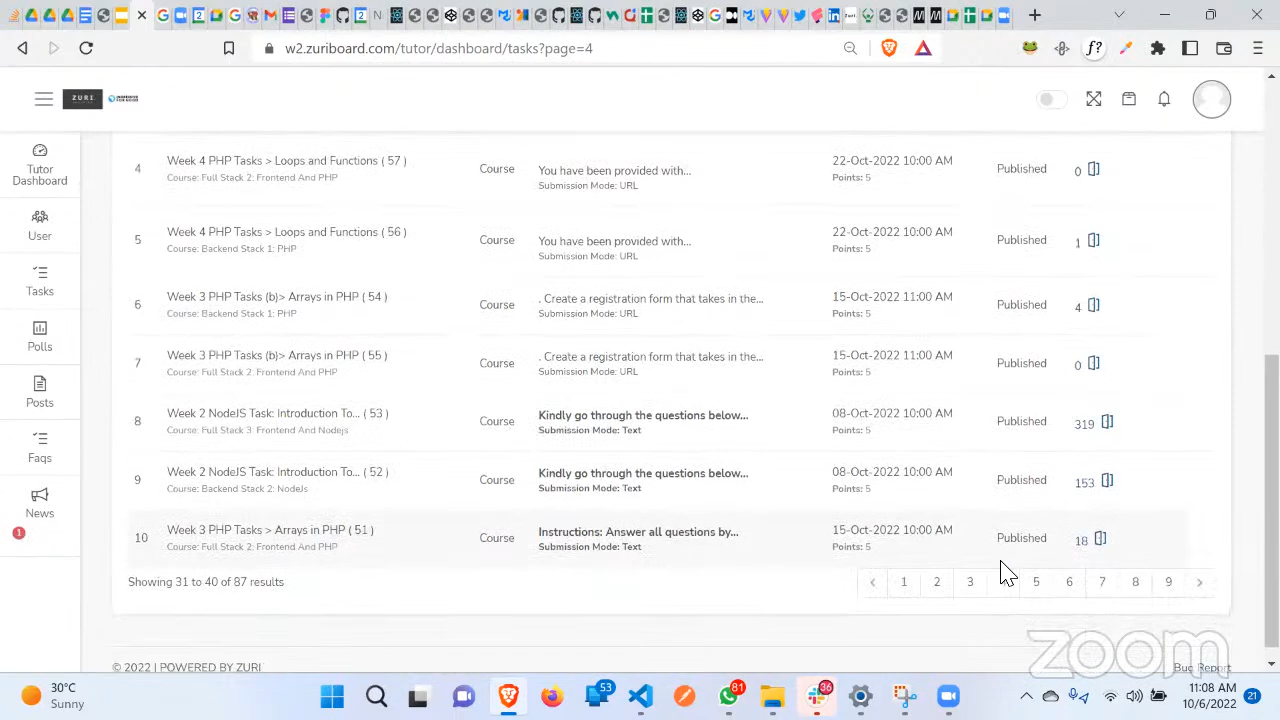 w2.zuriboard.com/tutor/dashboard/tasks?page=4
ZURI
Tutor
Dashboard
User
Tasks
Polls
Posts
Faqs
News
1
4 Week 4 PHP Tasks > Loops and Functions ( 57 ) Course You have been provided with... 22-Oct-2022 10:00 AM Published 0
Course: Full Stack 2: Frontend And PHP Submission Mode: URL Points: 5
5 Week 4 PHP Tasks > Loops and Functions ( 56 ) Course You have been provided with... 22-Oct-2022 10:00 AM Published 1
Course: Backend Stack 1: PHP Submission Mode: URL Points: 5
6 Week 3 PHP Tasks (b)> Arrays in PHP ( 54 ) Course . Create a registration form that takes in the... 15-Oct-2022 11:00 AM Published 4
Course: Backend Stack 1: PHP Submission Mode: URL Points: 5
7 Week 3 PHP Tasks (b)> Arrays in PHP ( 55 ) Course . Create a registration form that takes in the... 15-Oct-2022 11:00 AM Published 0
Course: Full Stack 2: Frontend And PHP Submission Mode: URL Points: 5
8 Week 2 NodeJS Task: Introduction To... ( 53 ) Course Kindly go through the questions below... 08-Oct-2022 10:00 AM Published 319
Course: Full Stack 3: Frontend And Nodejs Submission Mode: Text Points: 5
9 Week 2 NodeJS Task: Introduction To... ( 52 ) Course Kindly go through the questions below... 08-Oct-2022 10:00 AM Published 153
Course: Backend Stack 2: NodeJs Submission Mode: Text Points: 5
10 Week 3 PHP Tasks > Arrays in PHP ( 51 ) Course Instructions: Answer all questions by... 15-Oct-2022 10:00 AM Published 18
Course: Full Stack 2: Frontend And PHP Submission Mode: Text Points: 5
Showing 31 to 40 of 87 results < 1 2 3 5 6 7 8 9 >
zoom
© 2022 | POWERED BY ZURI Bug Report
30°C
Sunny
53
81
36
11:08 AM
10/6/2022
21